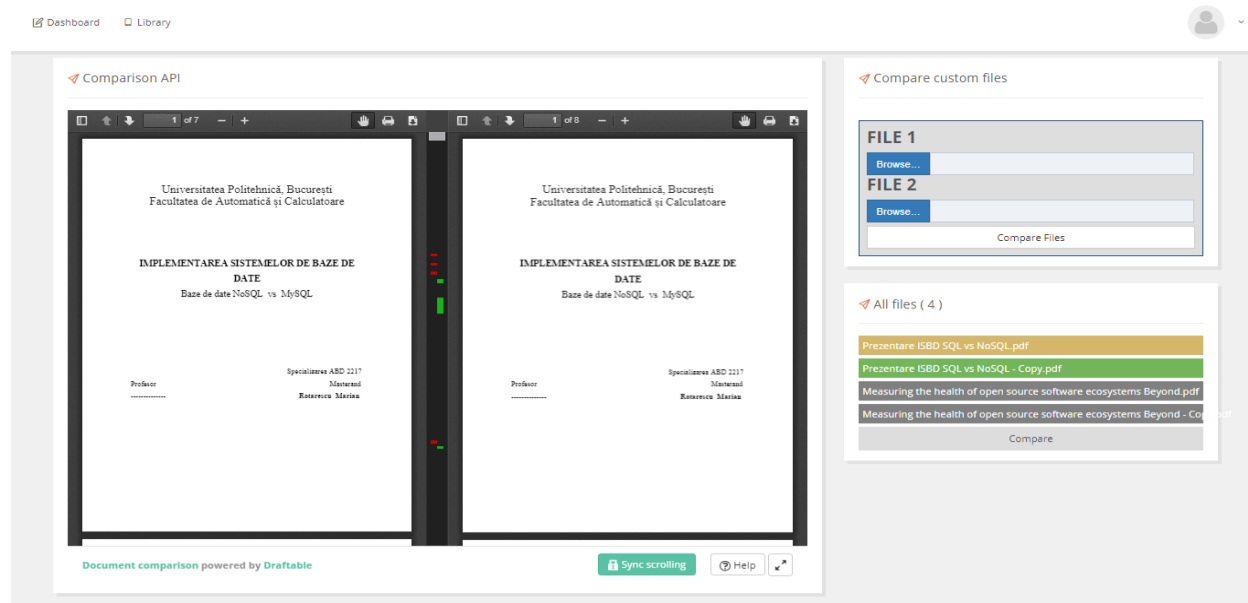 Dashboard Library
Comparison API
1 of 7
1 of 8
Universitatea Politehnică, București
Facultatea de Automatică și Calculatoare
IMPLEMENTAREA SISTEMELOR DE BAZE DE
DATE
Baze de date NoSQL vs MySQL
Specializarea ABD 2217
Profesor Masterand
-------------- Rotarescu Marian
Universitatea Politehnică, București
Facultatea de Automatică și Calculatoare
IMPLEMENTAREA SISTEMELOR DE BAZE DE
DATE
Baze de date NoSQL vs MySQL
Specializarea ABD 2217
Profesor Masterand
-------------- Rotarescu Marian
Document comparison powered by Draftable
Sync scrolling
Help
Compare custom files
FILE 1
Browse...
FILE 2
Browse...
Compare Files
All files ( 4 )
Prezentare ISBD SQL vs NoSQL.pdf
Prezentare ISBD SQL vs NoSQL - Copy.pdf
Measuring the health of open source software ecosystems Beyond.pdf
Measuring the health of open source software ecosystems Beyond - Copy.pdf
Compare